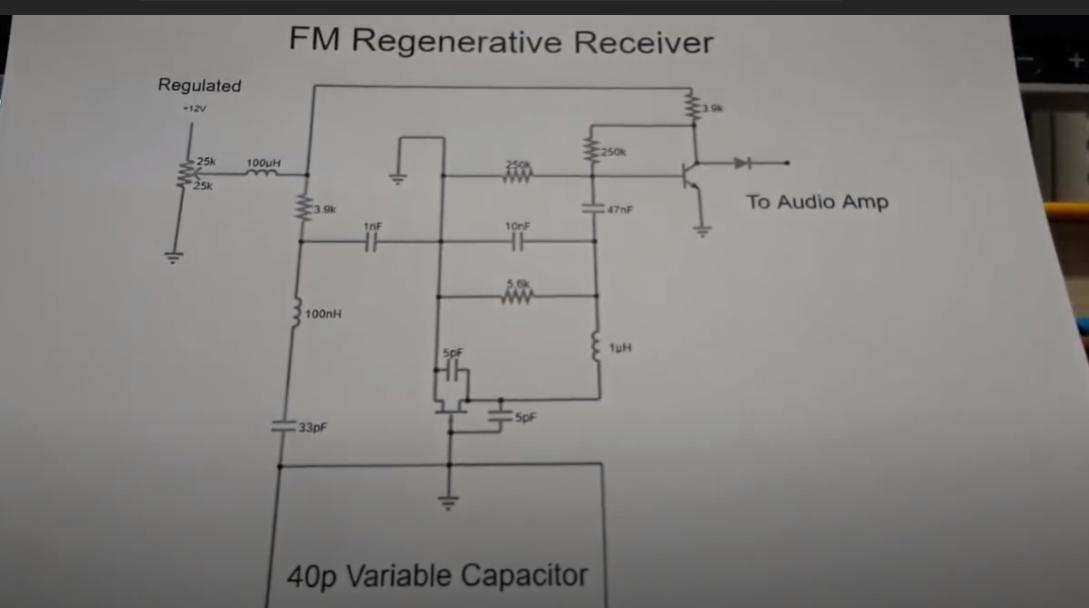 FM Regenerative Receiver
Regulated
+12V
25k
25k
100µH
3.9k
250k
250k
3.9k
47nF
To Audio Amp
1nF
10nF
5.6k
100nH
1µH
5pF
5pF
33pF
40p Variable Capacitor